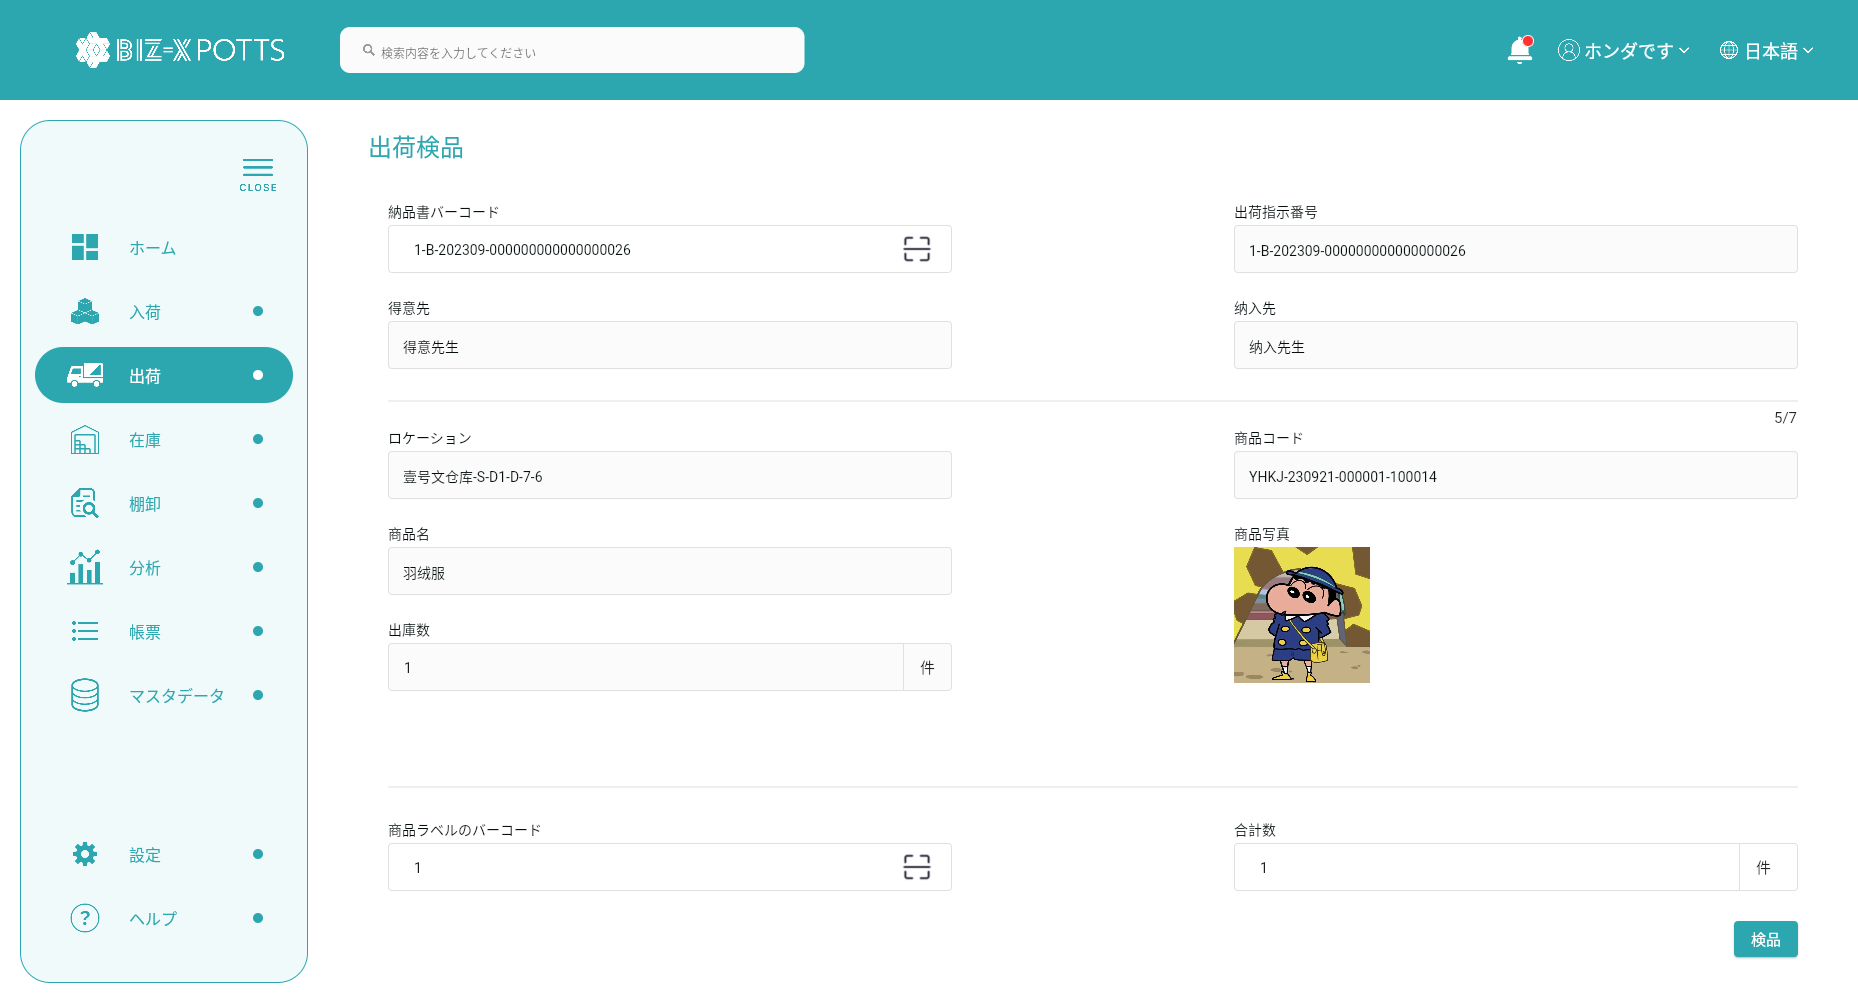 BIZ=X POTTS
検索内容を入力してください
ホンダです
日本語
CLOSE
ホーム
入荷
出荷
在庫
棚卸
分析
帳票
マスタデータ
設定
ヘルプ
出荷検品
納品書バーコード
1-B-202309-000000000000000026
出荷指示番号
1-B-202309-000000000000000026
得意先
得意先生
納入先
纳入先生
5/7
ロケーション
壹号文仓库-S-D1-D-7-6
商品コード
YHKJ-230921-000001-100014
商品名
羽绒服
商品写真
出庫数
1 件
商品ラベルのバーコード
1
合計数
1 件
検品